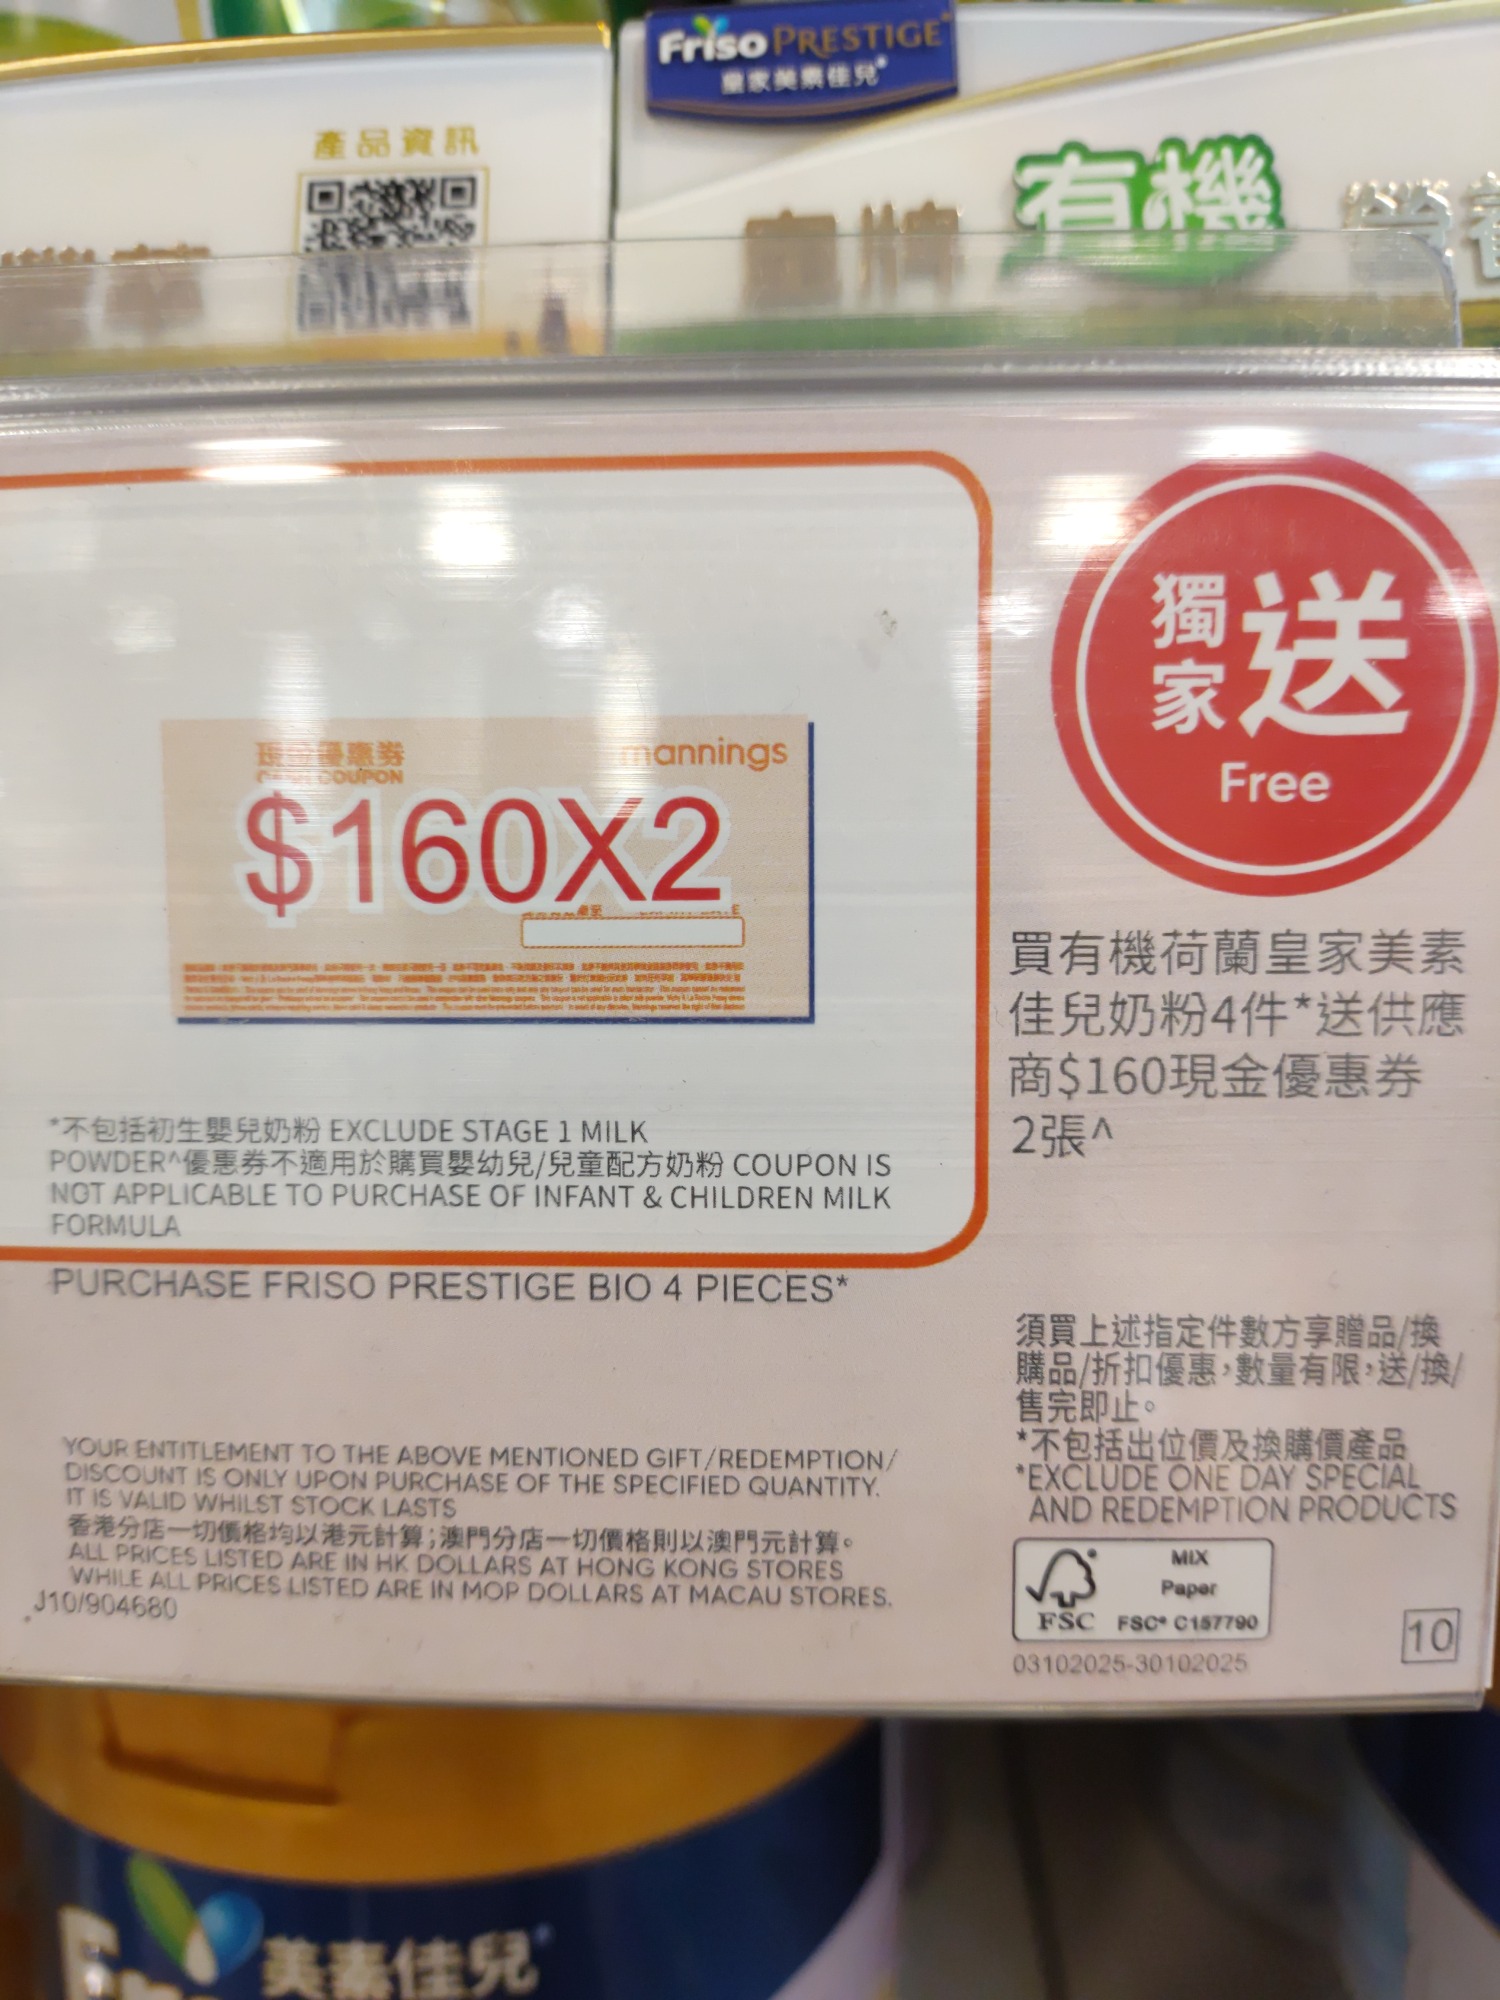 Friso PRESTIGE
皇家美素佳兒
產品資訊
有機
mannings
COUPON
$160X2
獨家送
Free
買有機荷蘭皇家美素
佳兒奶粉4件*送供應
商$160現金優惠券
2張^
*不包括初生嬰兒奶粉 EXCLUDE STAGE 1 MILK
POWDER^優惠券不適用於購買嬰幼兒/兒童配方奶粉 COUPON IS
NOT APPLICABLE TO PURCHASE OF INFANT & CHILDREN MILK
FORMULA
PURCHASE FRISO PRESTIGE BIO 4 PIECES*
須買上述指定件數方享贈品/換
購品/折扣優惠，數量有限，送/換/
售完即止。
*不包括出位價及換購價產品
*EXCLUDE ONE DAY SPECIAL
AND REDEMPTION PRODUCTS
YOUR ENTITLEMENT TO THE ABOVE MENTIONED GIFT/REDEMPTION/
DISCOUNT IS ONLY UPON PURCHASE OF THE SPECIFIED QUANTITY.
IT IS VALID WHILST STOCK LASTS
香港分店一切價格均以港元計算；澳門分店一切價格則以澳門元計算。
ALL PRICES LISTED ARE IN HK DOLLARS AT HONG KONG STORES
WHILE ALL PRICES LISTED ARE IN MOP DOLLARS AT MACAU STORES.
J10/904680
MIX
Paper
FSC FSC® C157790
10
03102025-30102025
美素佳兒